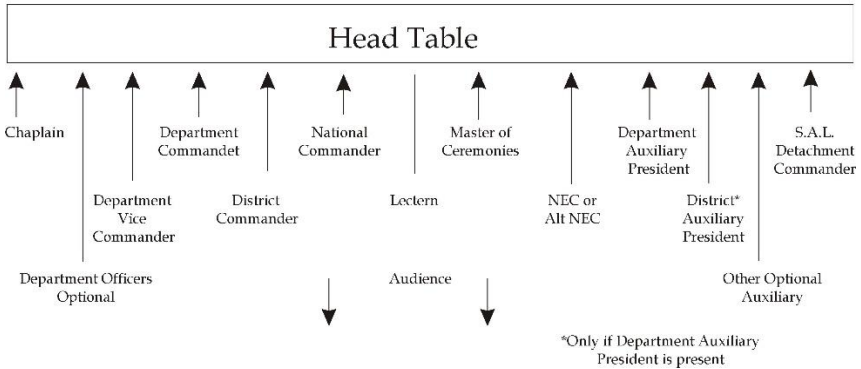 Head Table
Chaplain
Department
Commandet
National
Commander
Master of
Ceremonies
Department
Auxiliary
President
S.A.L.
Detachment
Commander
Department
Vice
Commander
District
Commander
Lectern
NEC or
Alt NEC
District*
Auxiliary
President
Department Officers
Optional
Audience
Other Optional
Auxiliary
*Only if Department Auxiliary
President is present